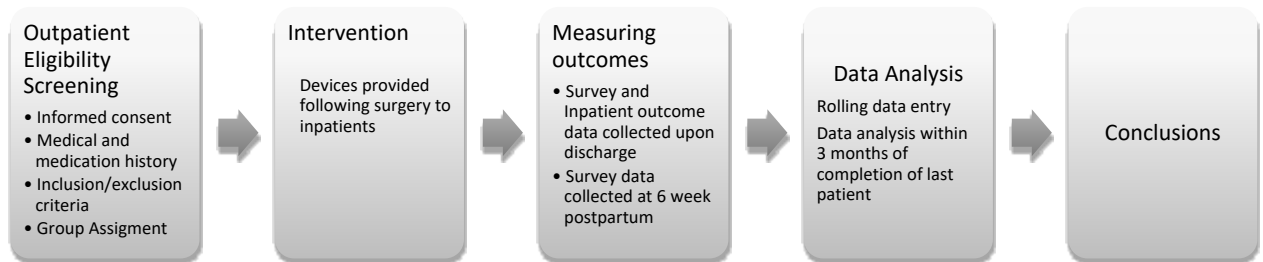 Outpatient
Eligibility
Screening
• Informed consent
• Medical and
medication history
• Inclusion/exclusion
criteria
• Group Assigment
Intervention
Devices provided
following surgery to
inpatients
Measuring
outcomes
• Survey and
Inpatient outcome
data collected upon
discharge
• Survey data
collected at 6 week
postpartum
Data Analysis
Rolling data entry
Data analysis within
3 months of
completion of last
patient
Conclusions